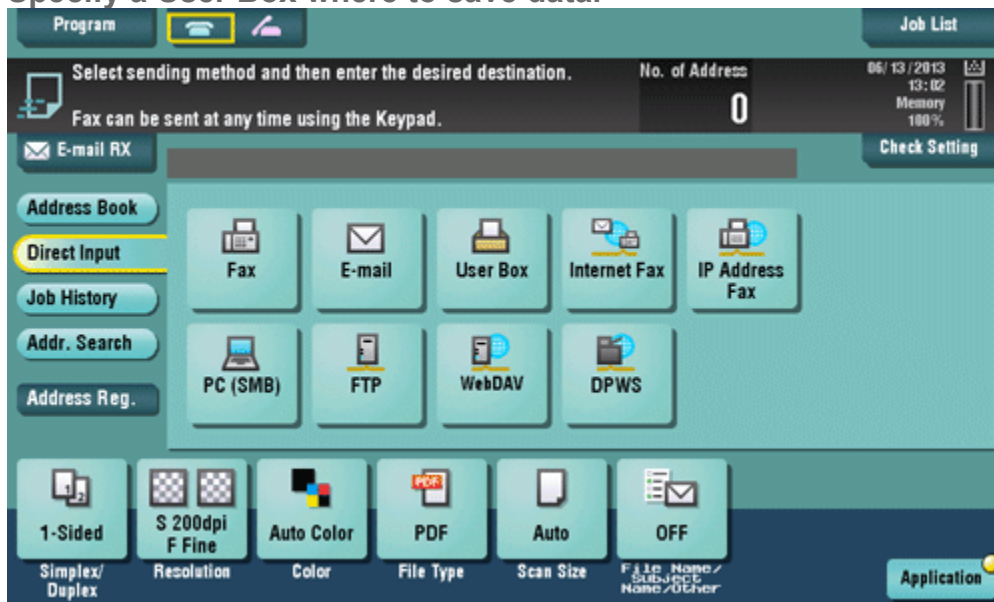 Specify a User Box where to save data.
Program
Job List
Select sending method and then enter the desired destination.
Fax can be sent at any time using the Keypad.
No. of Address
0
06/13/2013
13:02
Memory
100%
E-mail RX
Check Setting
Address Book
Direct Input
Job History
Addr. Search
Address Reg.
Fax
E-mail
User Box
Internet Fax
IP Address
Fax
PC (SMB)
FTP
WebDAV
DPWS
1-Sided
S 200dpi
F Fine
Auto Color
PDF
PDF
Auto
OFF
Simplex/
Duplex
Resolution
Color
File Type
Scan Size
File Name/
Subject
Name/Other
Application